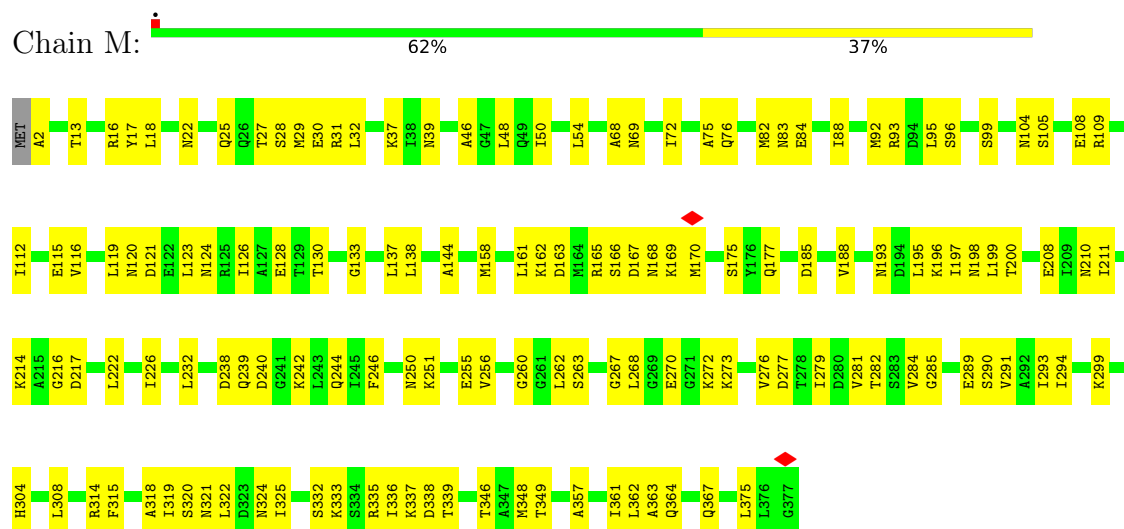 Chain M:
62% 37%
MET A2 T13 R16 Y17 L18 N22 Q25 Q26 T27 S28 M29 E30 R31 L32 K37 I38 N39 A46 G47 L48 Q49 I50 L54 A68 N69 I72 A75 Q76 M82 N83 E84 I88 M92 R93 D94 L95 S96 S99 N104 S105 E108 R109
I112 E115 V116 L119 N120 D121 E122 L123 N124 R125 I126 A127 E128 T129 T130 G133 L137 L138 A144 M158 L161 K162 D163 M164 R165 S166 D167 N168 K169 M170 S175 Y176 Q177 D185 V188 N193 D194 L195 K196 I197 N198 L199 T200 E208 I209 N210 I211
K214 A215 G216 D217 L222 I226 L232 D238 Q239 D240 G241 K242 L243 Q244 I245 F246 N250 K251 E255 V256 G260 G261 L262 S263 G267 L268 G269 E270 G271 K272 K273 V276 D277 T278 I279 D280 V281 T282 S283 V284 G285 E289 S290 V291 A292 I293 I294 K299
H304 L308 R314 F315 A318 I319 S320 N321 L322 D323 N324 I325 S332 K333 S334 R335 I336 K337 D338 T339 T346 A347 M348 T349 A357 I361 L362 A363 Q364 Q367 L375 L376 G377